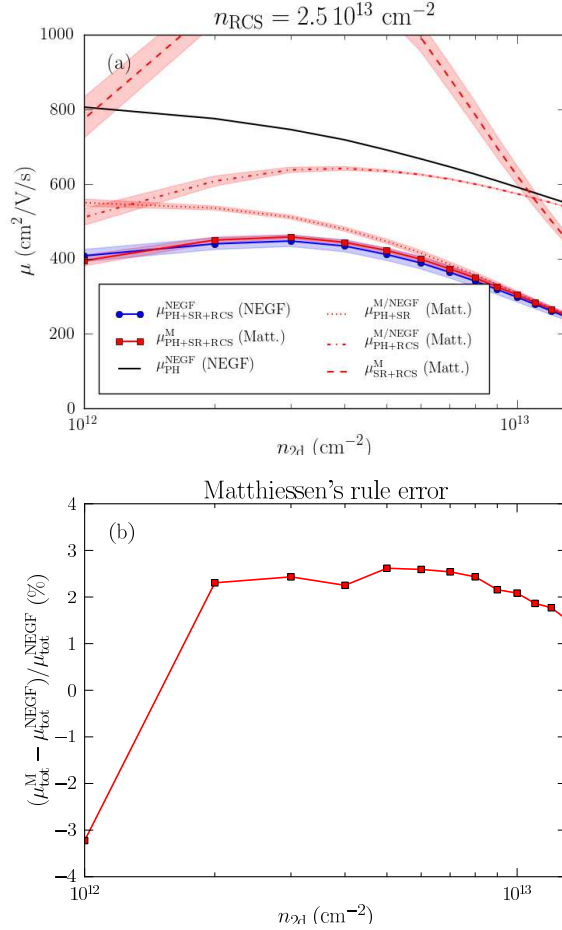 n_RCS = 2.5 10^13 cm^−2
(a)
1000
800
600
400
200
0
μ (cm^2/V/s)
μ^NEGF_PH+SR+RCS (NEGF)
μ^M_PH+SR+RCS (Matt.)
μ^NEGF_PH (NEGF)
μ^M/NEGF_PH+SR (Matt.)
μ^M/NEGF_PH+RCS (Matt.)
μ^M_SR+RCS (Matt.)
10^12
10^13
n_2d (cm^−2)
Matthiessen's rule error
(b)
4
3
2
1
0
−1
−2
−3
−4
(μ^M_tot − μ^NEGF_tot)/μ^NEGF_tot (%)
10^12
10^13
n_2d (cm^−2)